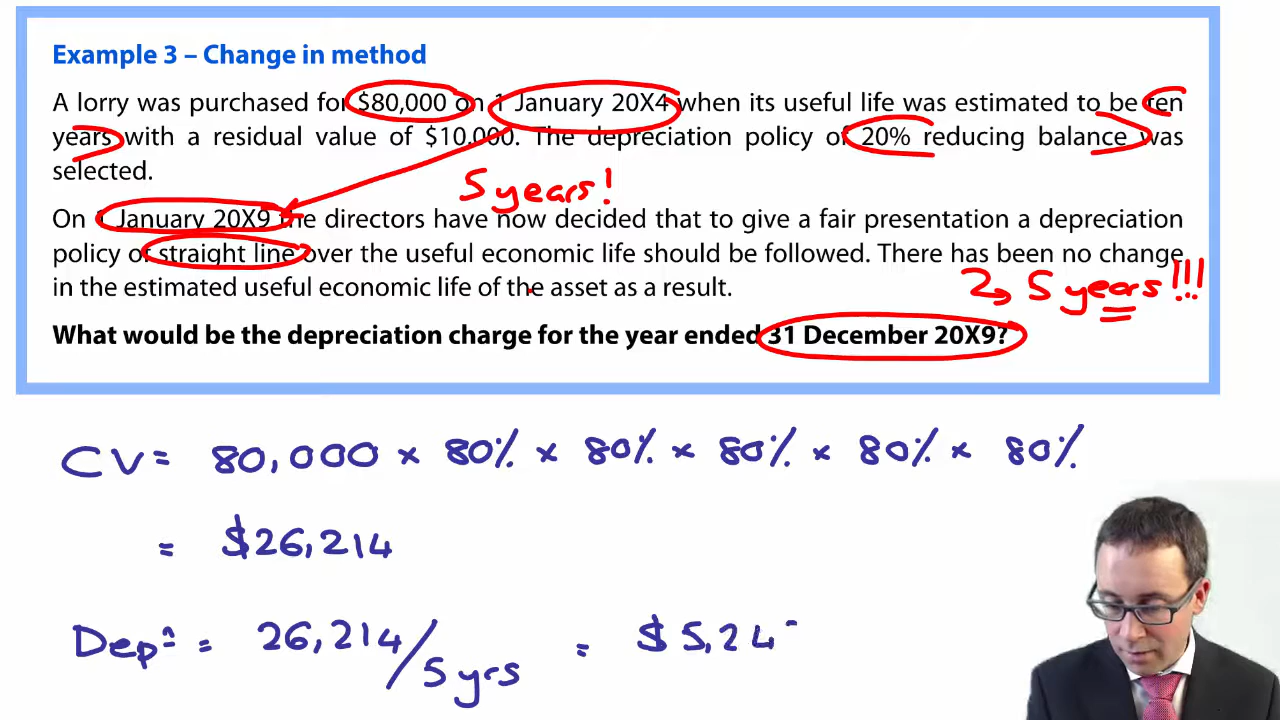 Example 3 – Change in method
A lorry was purchased for $80,000 on 1 January 20X4 when its useful life was estimated to be ten
years with a residual value of $10,000. The depreciation policy of 20% reducing balance was
selected.
5 years!
On 1 January 20X9 the directors have now decided that to give a fair presentation a depreciation
policy of straight line over the useful economic life should be followed. There has been no change
in the estimated useful economic life of the asset as a result.
5 years!!!
What would be the depreciation charge for the year ended 31 December 20X9?
CV = 80,000 × 80% × 80% × 80% × 80% × 80%
= $26,214
Depn = 26,214/5 yrs = $5,24